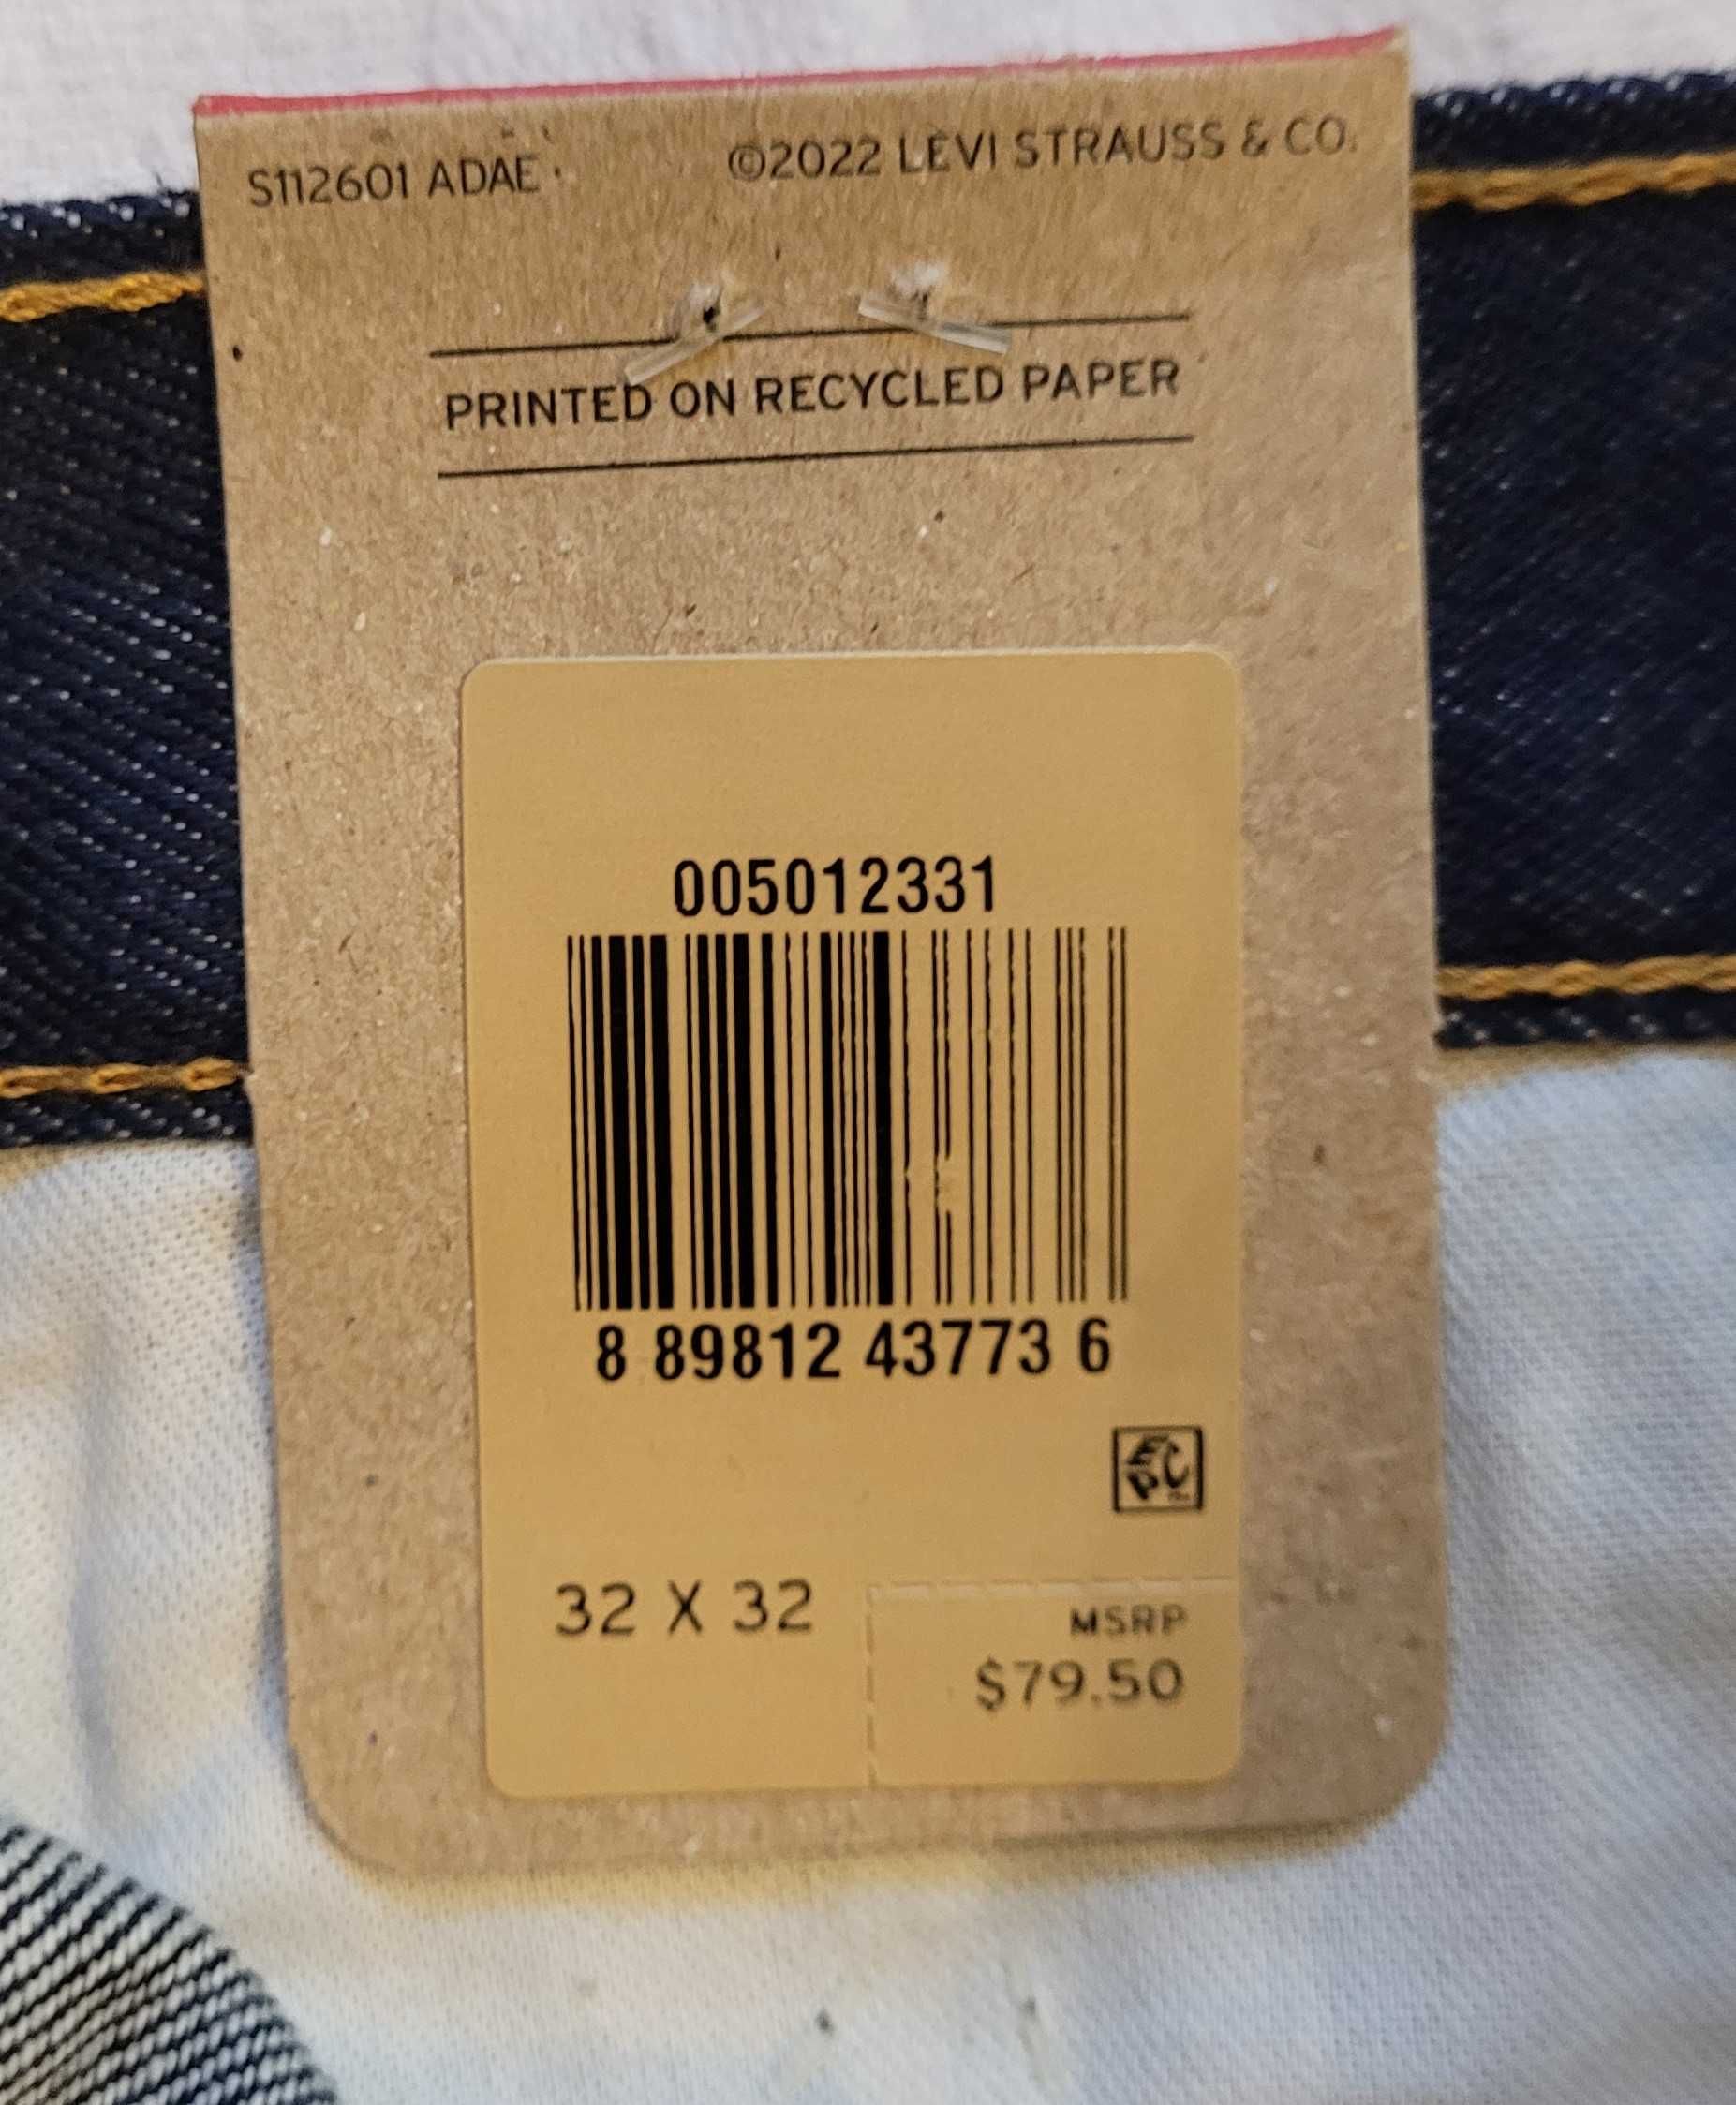 S112601 ADAE
©2022 LEVI STRAUSS & CO.
PRINTED ON RECYCLED PAPER
005012331
8 89812 43773 6
EPC
32 X 32
MSRP
$79.50